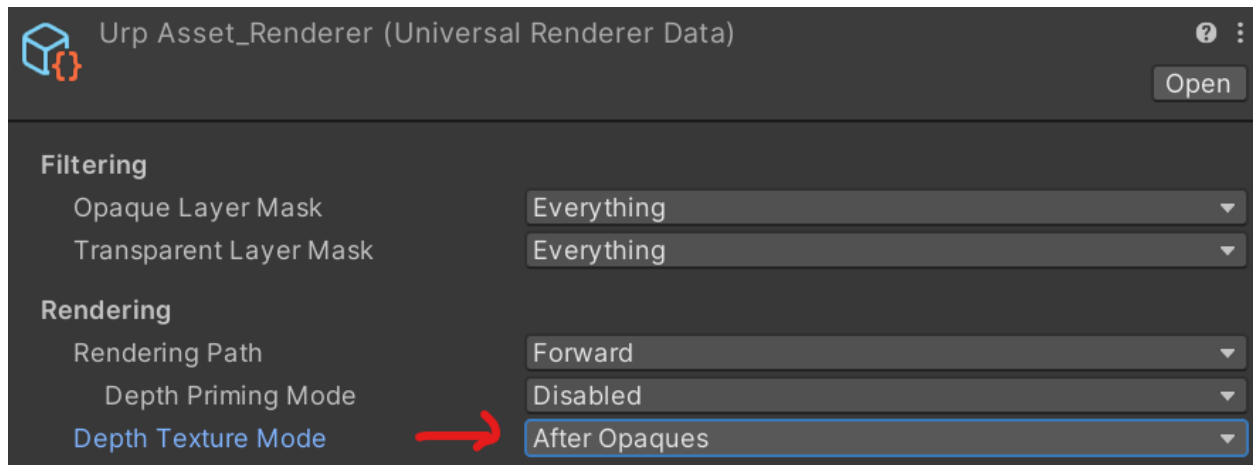 Urp Asset_Renderer (Universal Renderer Data)
Open
Filtering
Opaque Layer Mask Everything
Transparent Layer Mask Everything
Rendering
Rendering Path Forward
Depth Priming Mode Disabled
Depth Texture Mode After Opaques